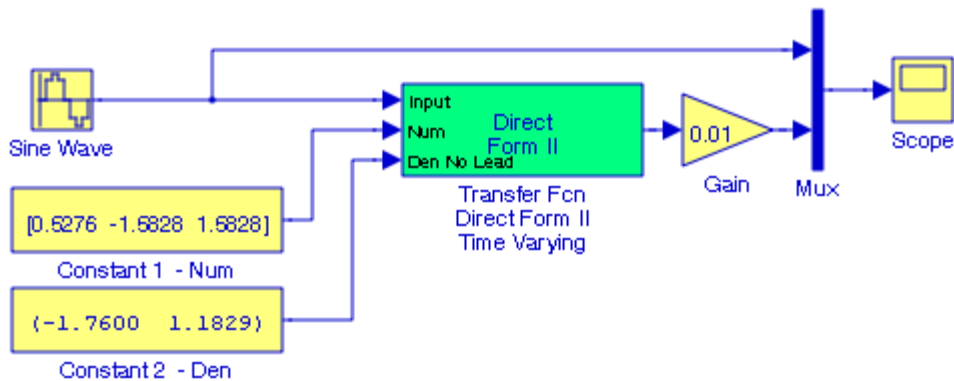 Sine Wave
Input
Num
Den No Lead
Direct
Form II
Transfer Fcn
Direct Form II
Time Varying
0.01
Gain
Mux
Scope
[0.5276 -1.5828 1.5828]
Constant 1 - Num
(-1.7600 1.1829)
Constant 2 - Den